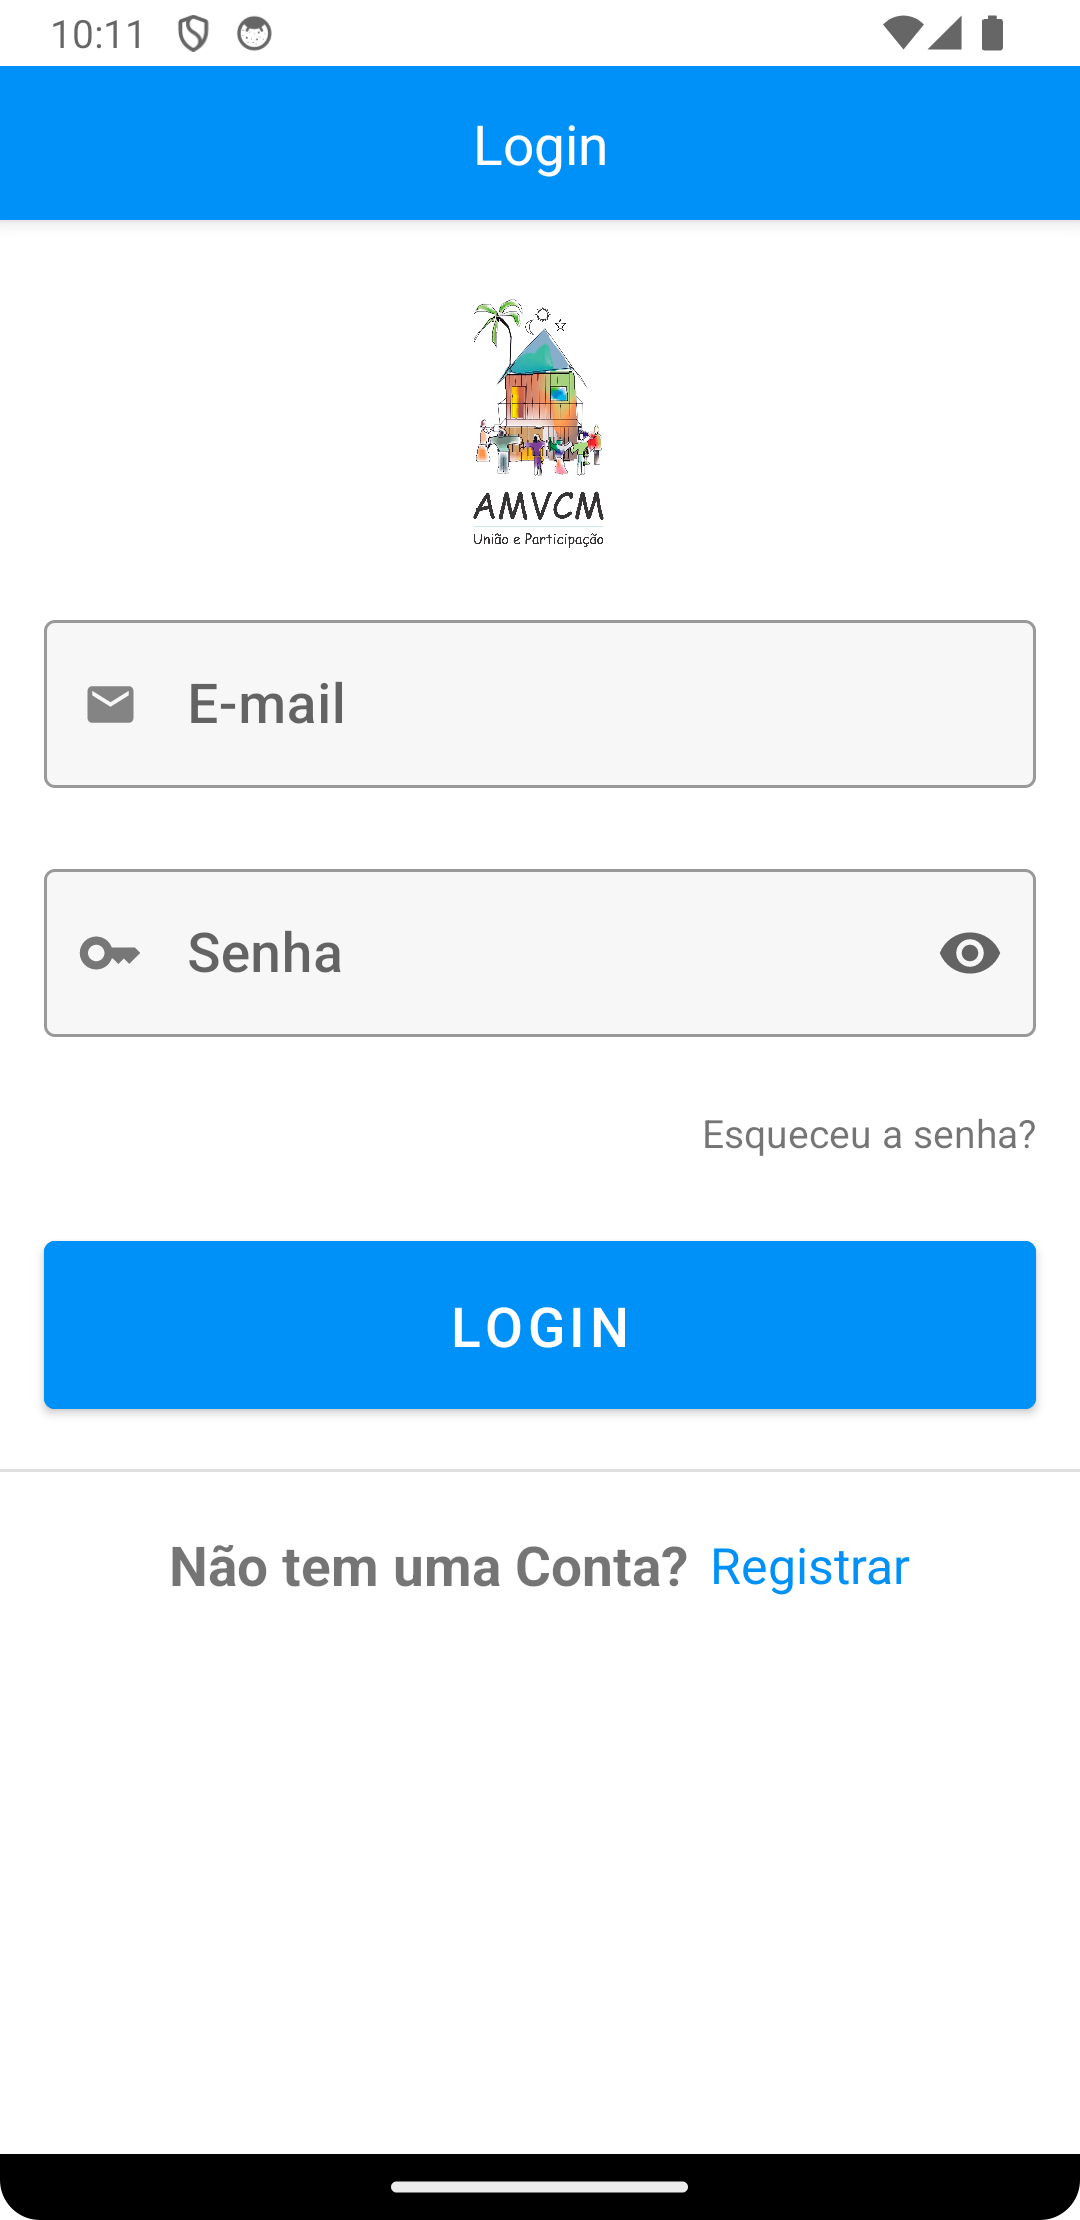 10:11
Login
AMVCM
União e Participação
E-mail
Senha
Esqueceu a senha?
LOGIN
Não tem uma Conta? Registrar